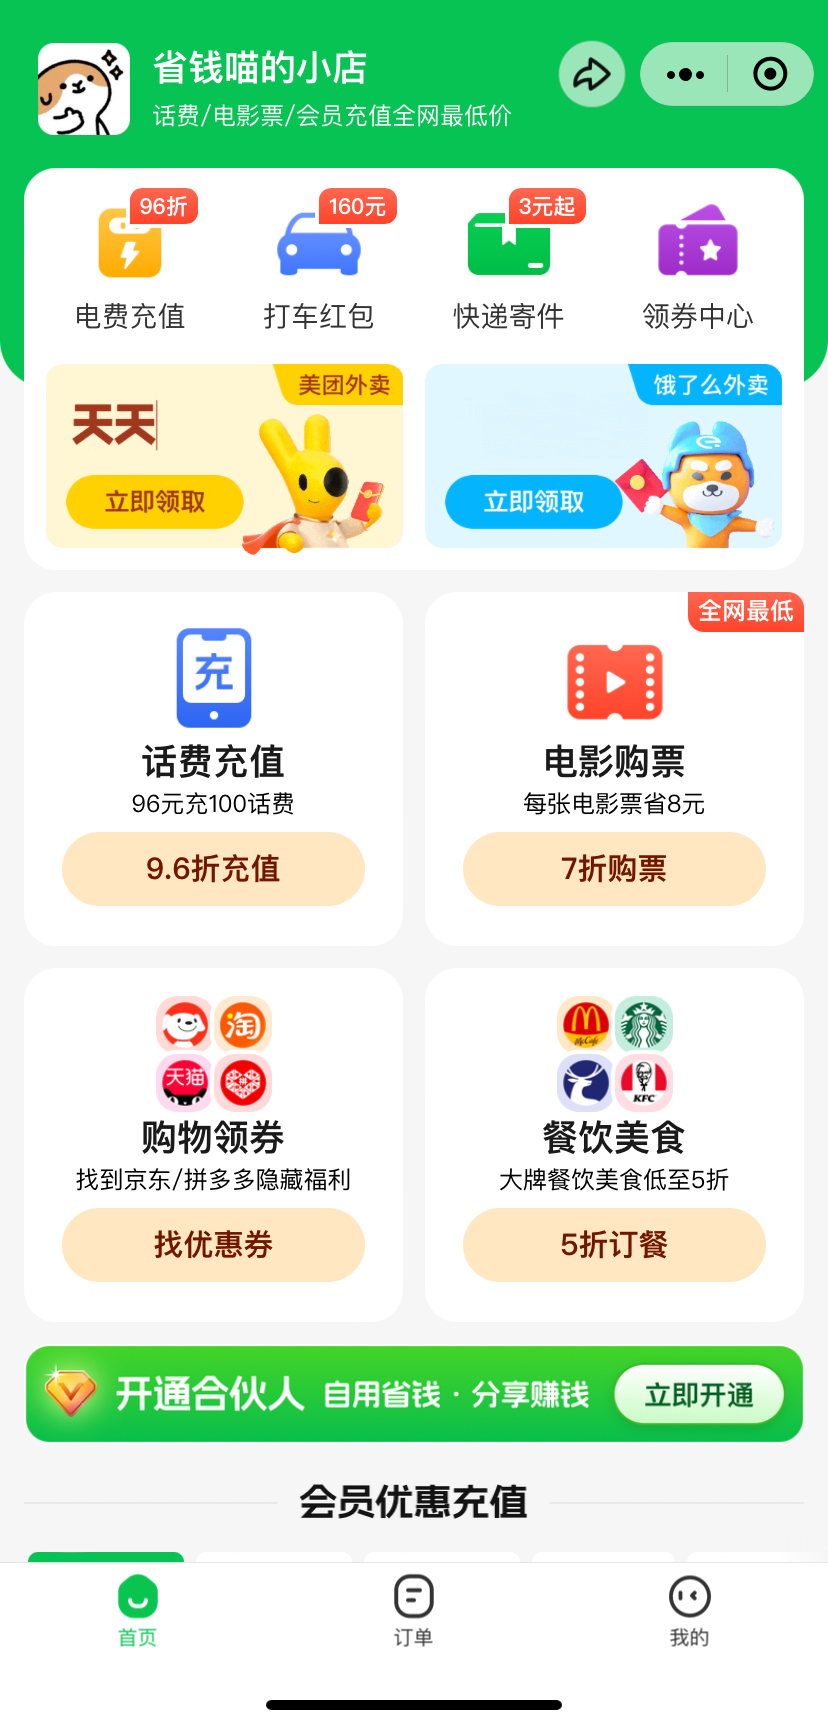 省钱喵的小店
话费/电影票/会员充值全网最低价
96折
160元
3元起
电费充值
打车红包
快递寄件
领券中心
美团外卖
天天
立即领取
饿了么外卖
立即领取
充
话费充值
96元充100话费
9.6折充值
全网最低
电影购票
每张电影票省8元
7折购票
淘
天猫
拼
购物领券
找到京东/拼多多隐藏福利
找优惠券
McCafé
KFC
餐饮美食
大牌餐饮美食低至5折
5折订餐
开通合伙人 自用省钱·分享赚钱 立即开通
会员优惠充值
首页
订单
我的